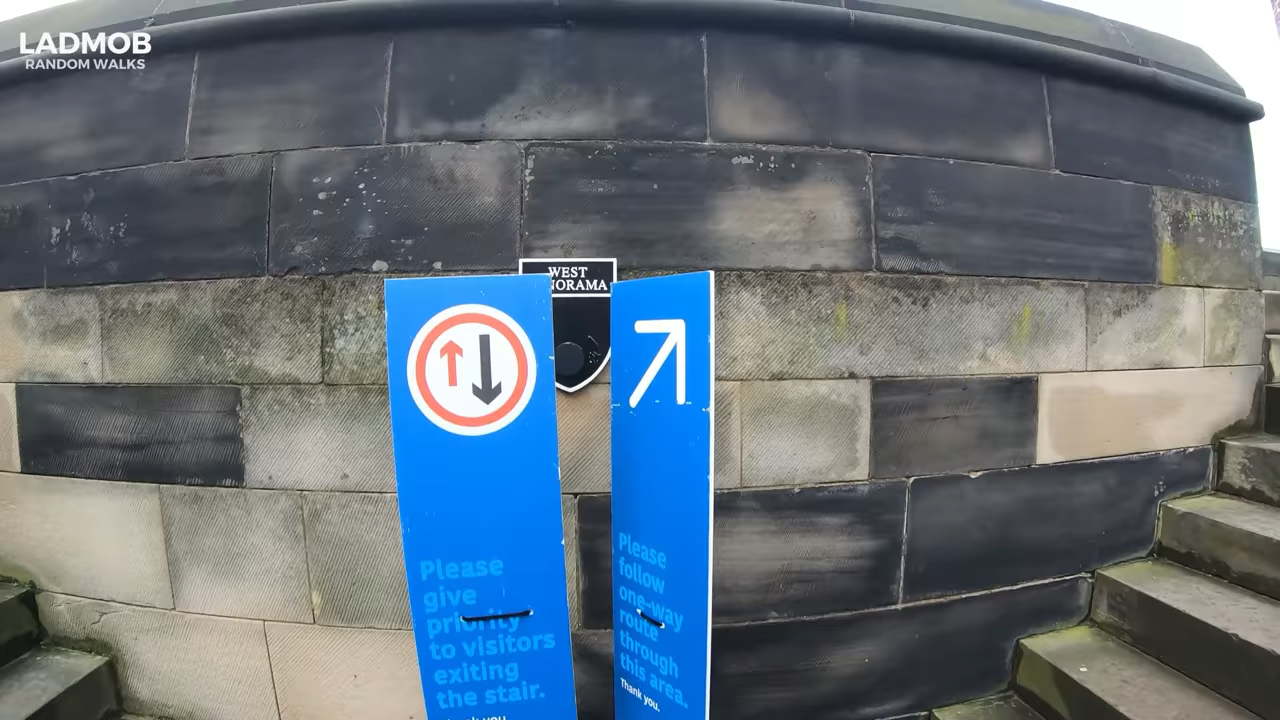 LADMOB
RANDOM WALKS
WEST
NORAMA
Please
give
priority
to visitors
exiting
the stair.
Please
follow
one-way
route
through
this area.
Thank you.